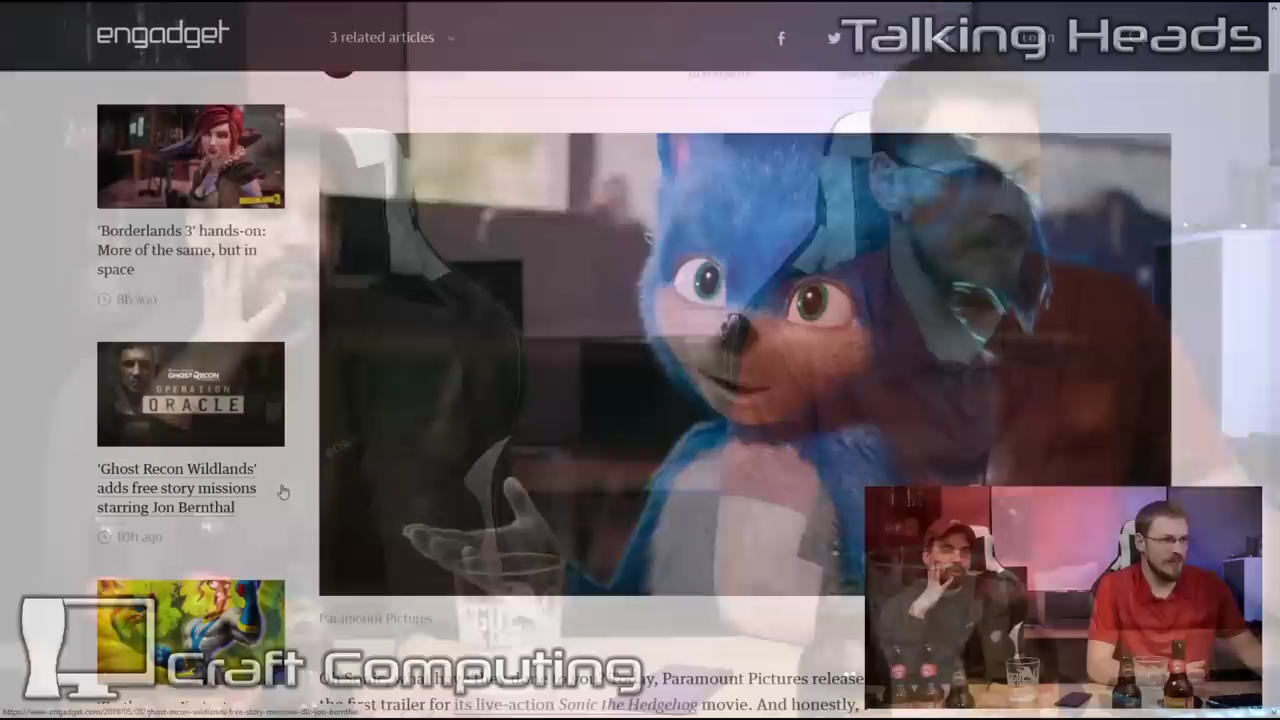 engadget
3 related articles
Talking Heads
'Borderlands 3' hands-on:
More of the same, but in
space
8h ago
GHOST RECON
OPERATION
ORACLE
'Ghost Recon Wildlands'
adds free story missions
starring Jon Bernthal
10h ago
Paramount Pictures
Craft Computing
Paramount Pictures release
the first trailer for its live-action Sonic the Hedgehog movie. And honestly,